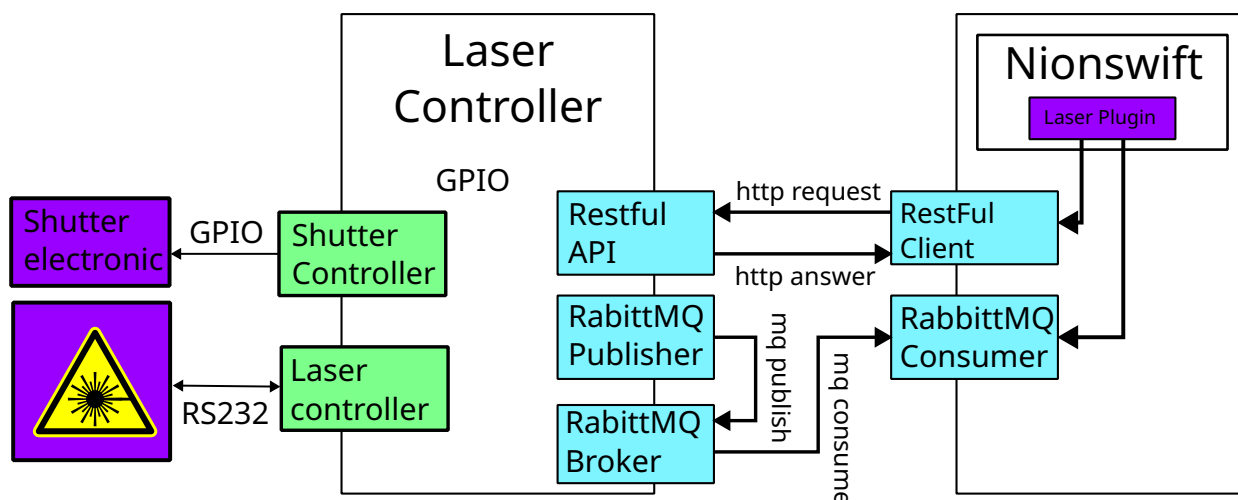 Laser
Controller
GPIO
Nionswift
Laser Plugin
Shutter
electronic
GPIO
Shutter
Controller
RS232
Laser
controller
Restful
API
http request
http answer
RestFul
Client
RabittMQ
Publisher
mq publish
RabittMQ
Broker
mq consume
RabbittMQ
Consumer